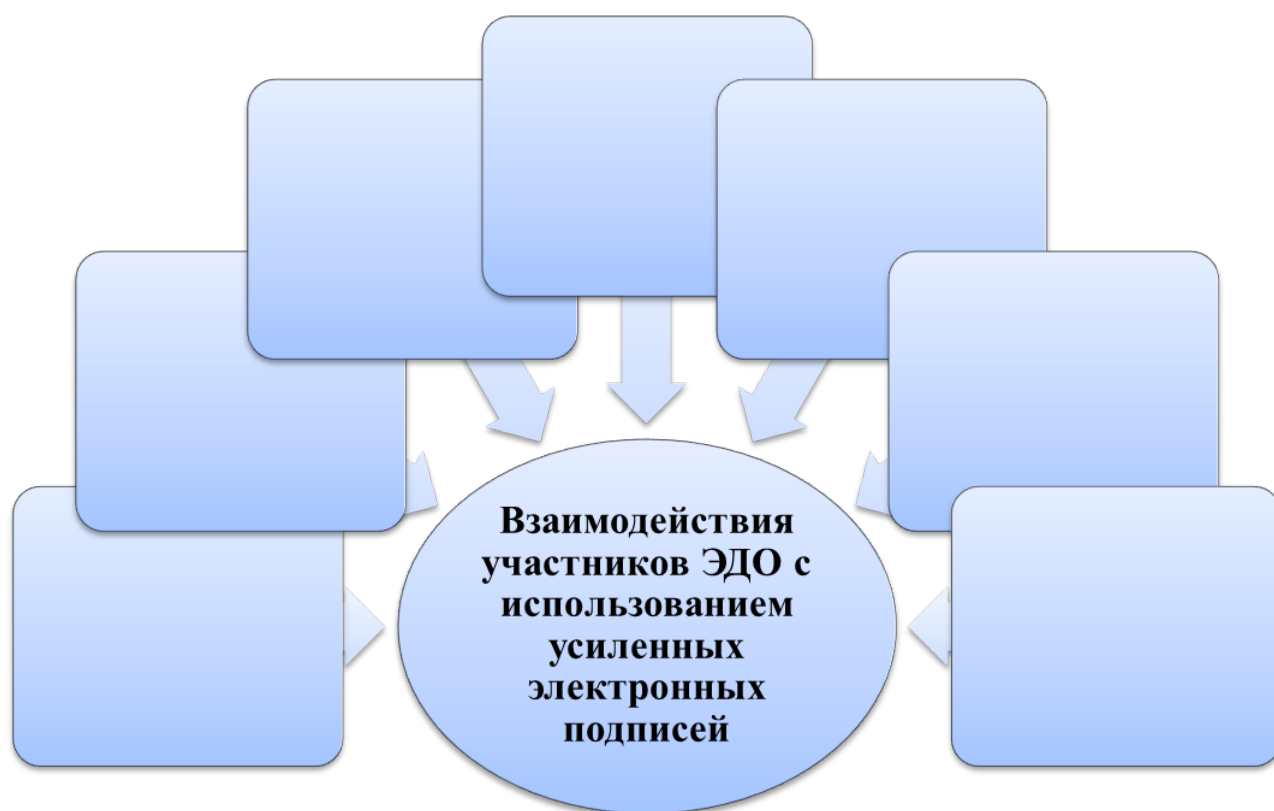 Взаимодействия
участников ЭДО с
использованием
усиленных
электронных
подписей